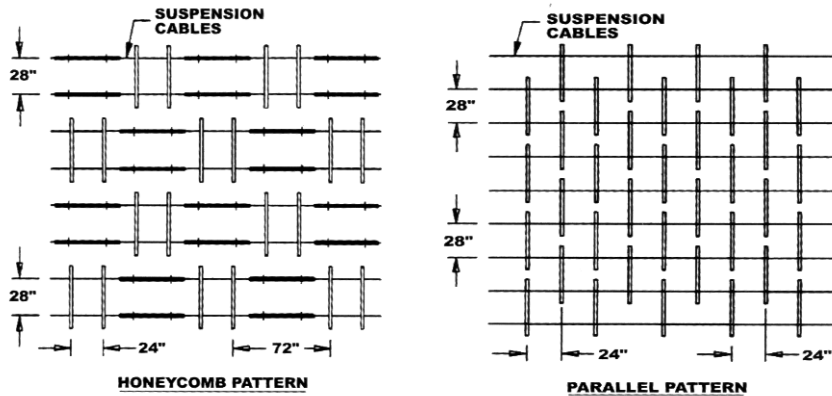 SUSPENSION
CABLES
28"
28"
24"
72"
HONEYCOMB PATTERN
SUSPENSION
CABLES
28"
28"
24"
24"
PARALLEL PATTERN